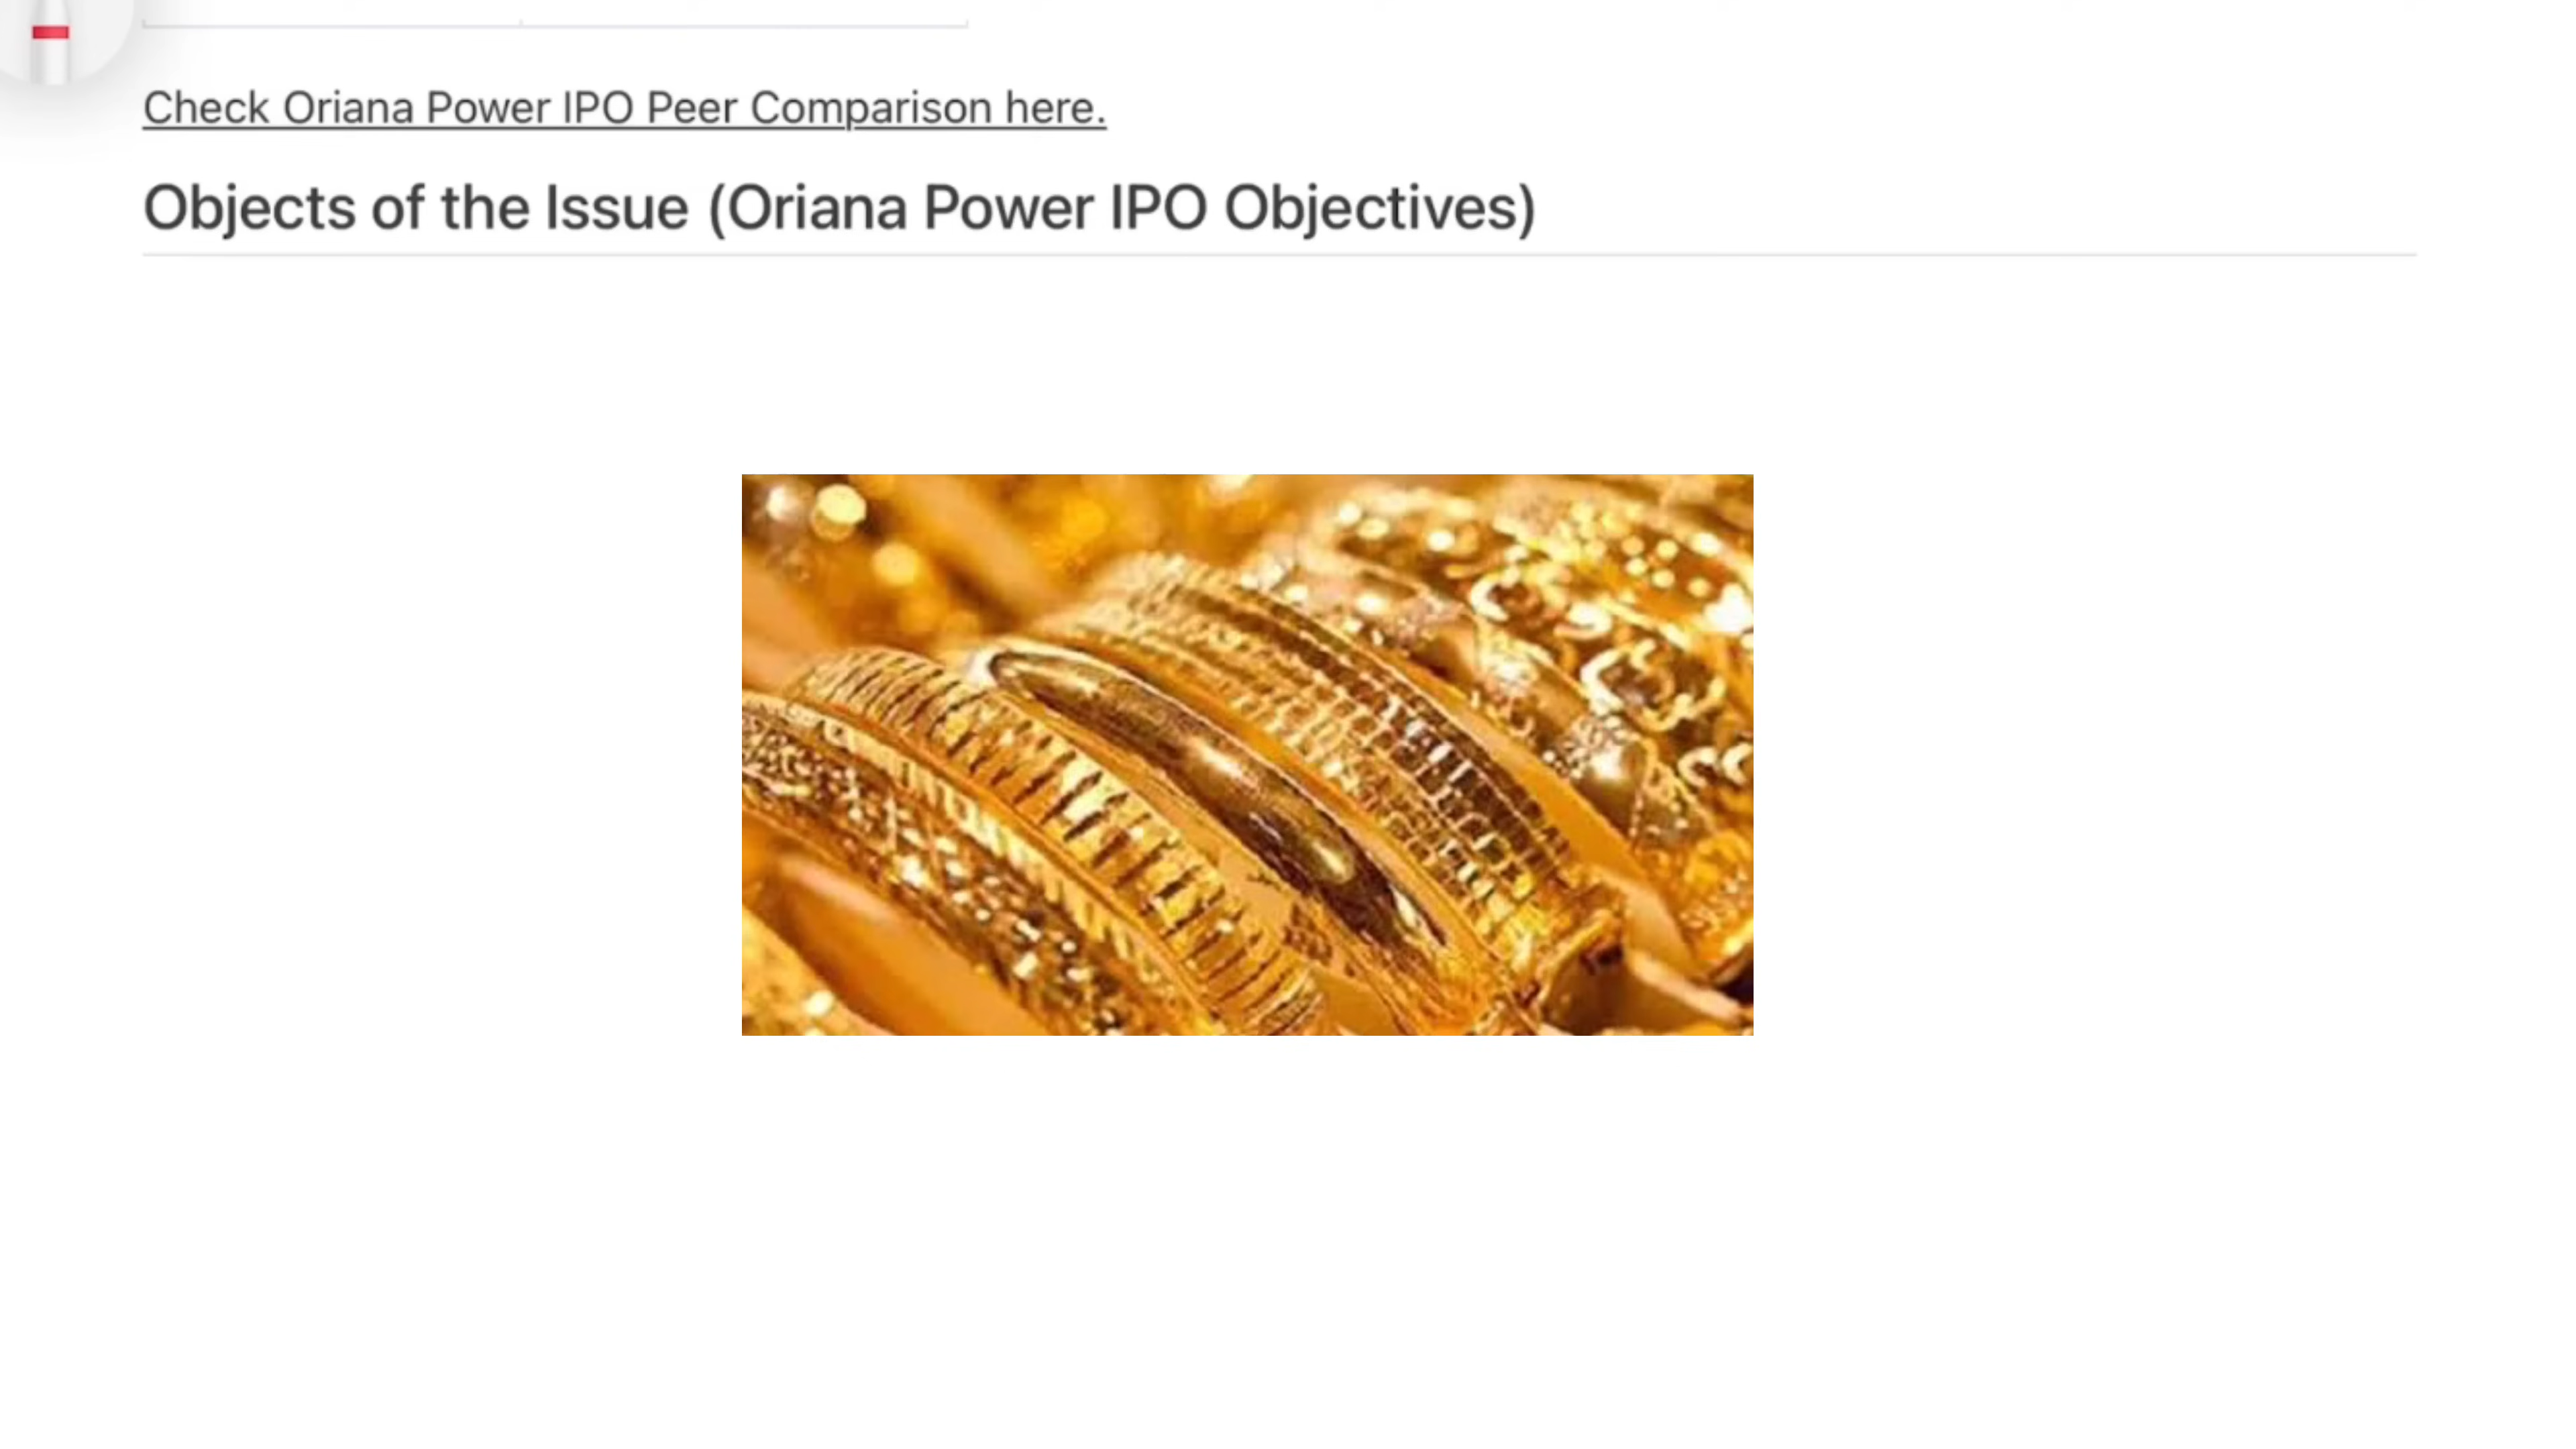 Check Oriana Power IPO Peer Comparison here.
Objects of the Issue (Oriana Power IPO Objectives)